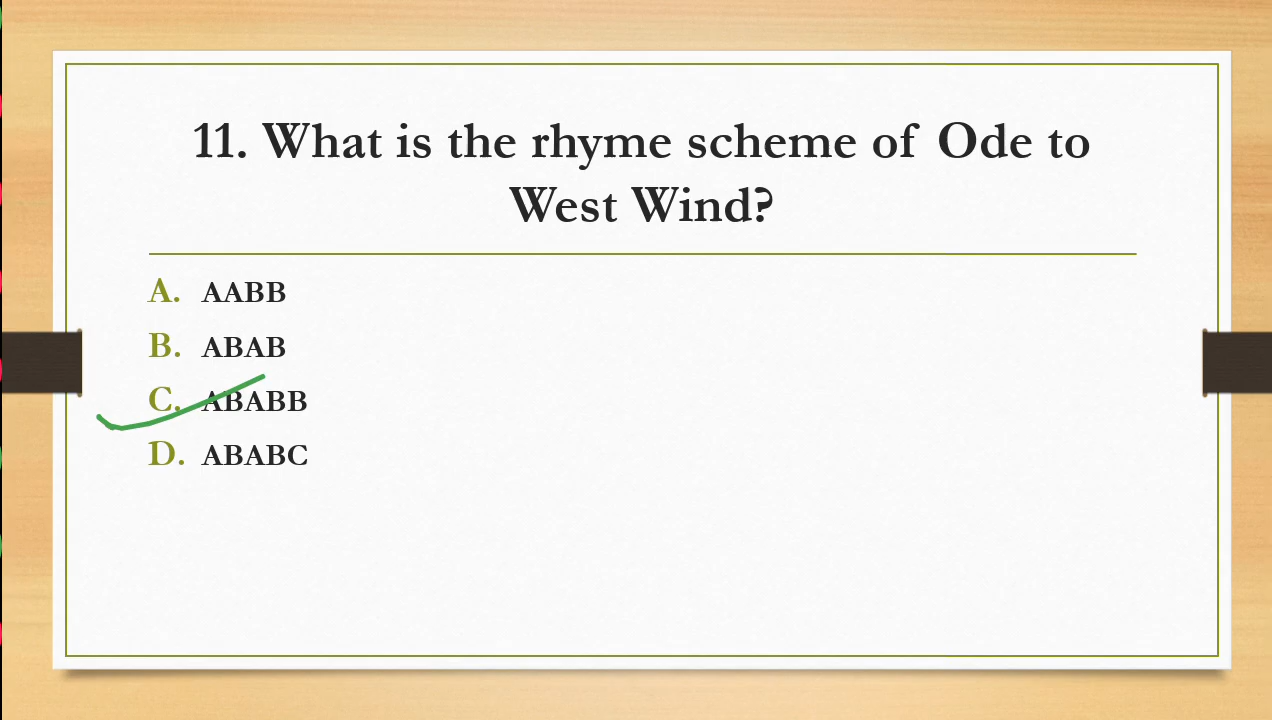 11. What is the rhyme scheme of Ode to
West Wind?
A. AABB
B. ABAB
C. ABABB
D. ABABC